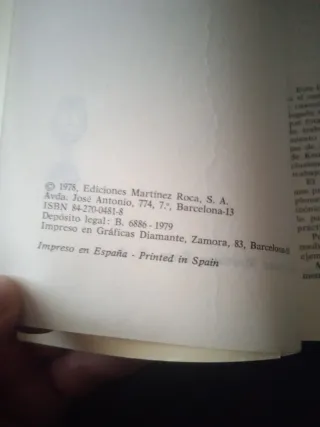 © 1978, Ediciones Martínez Roca, S. A.
Avda. José Antonio, 774, 7.º, Barcelona-13
ISBN 84-270-0481-8
Depósito legal: B. 6886 - 1979
Impreso en Gráficas Diamante, Zamora, 83, Barcelona-5
Impreso en España - Printed in Spain